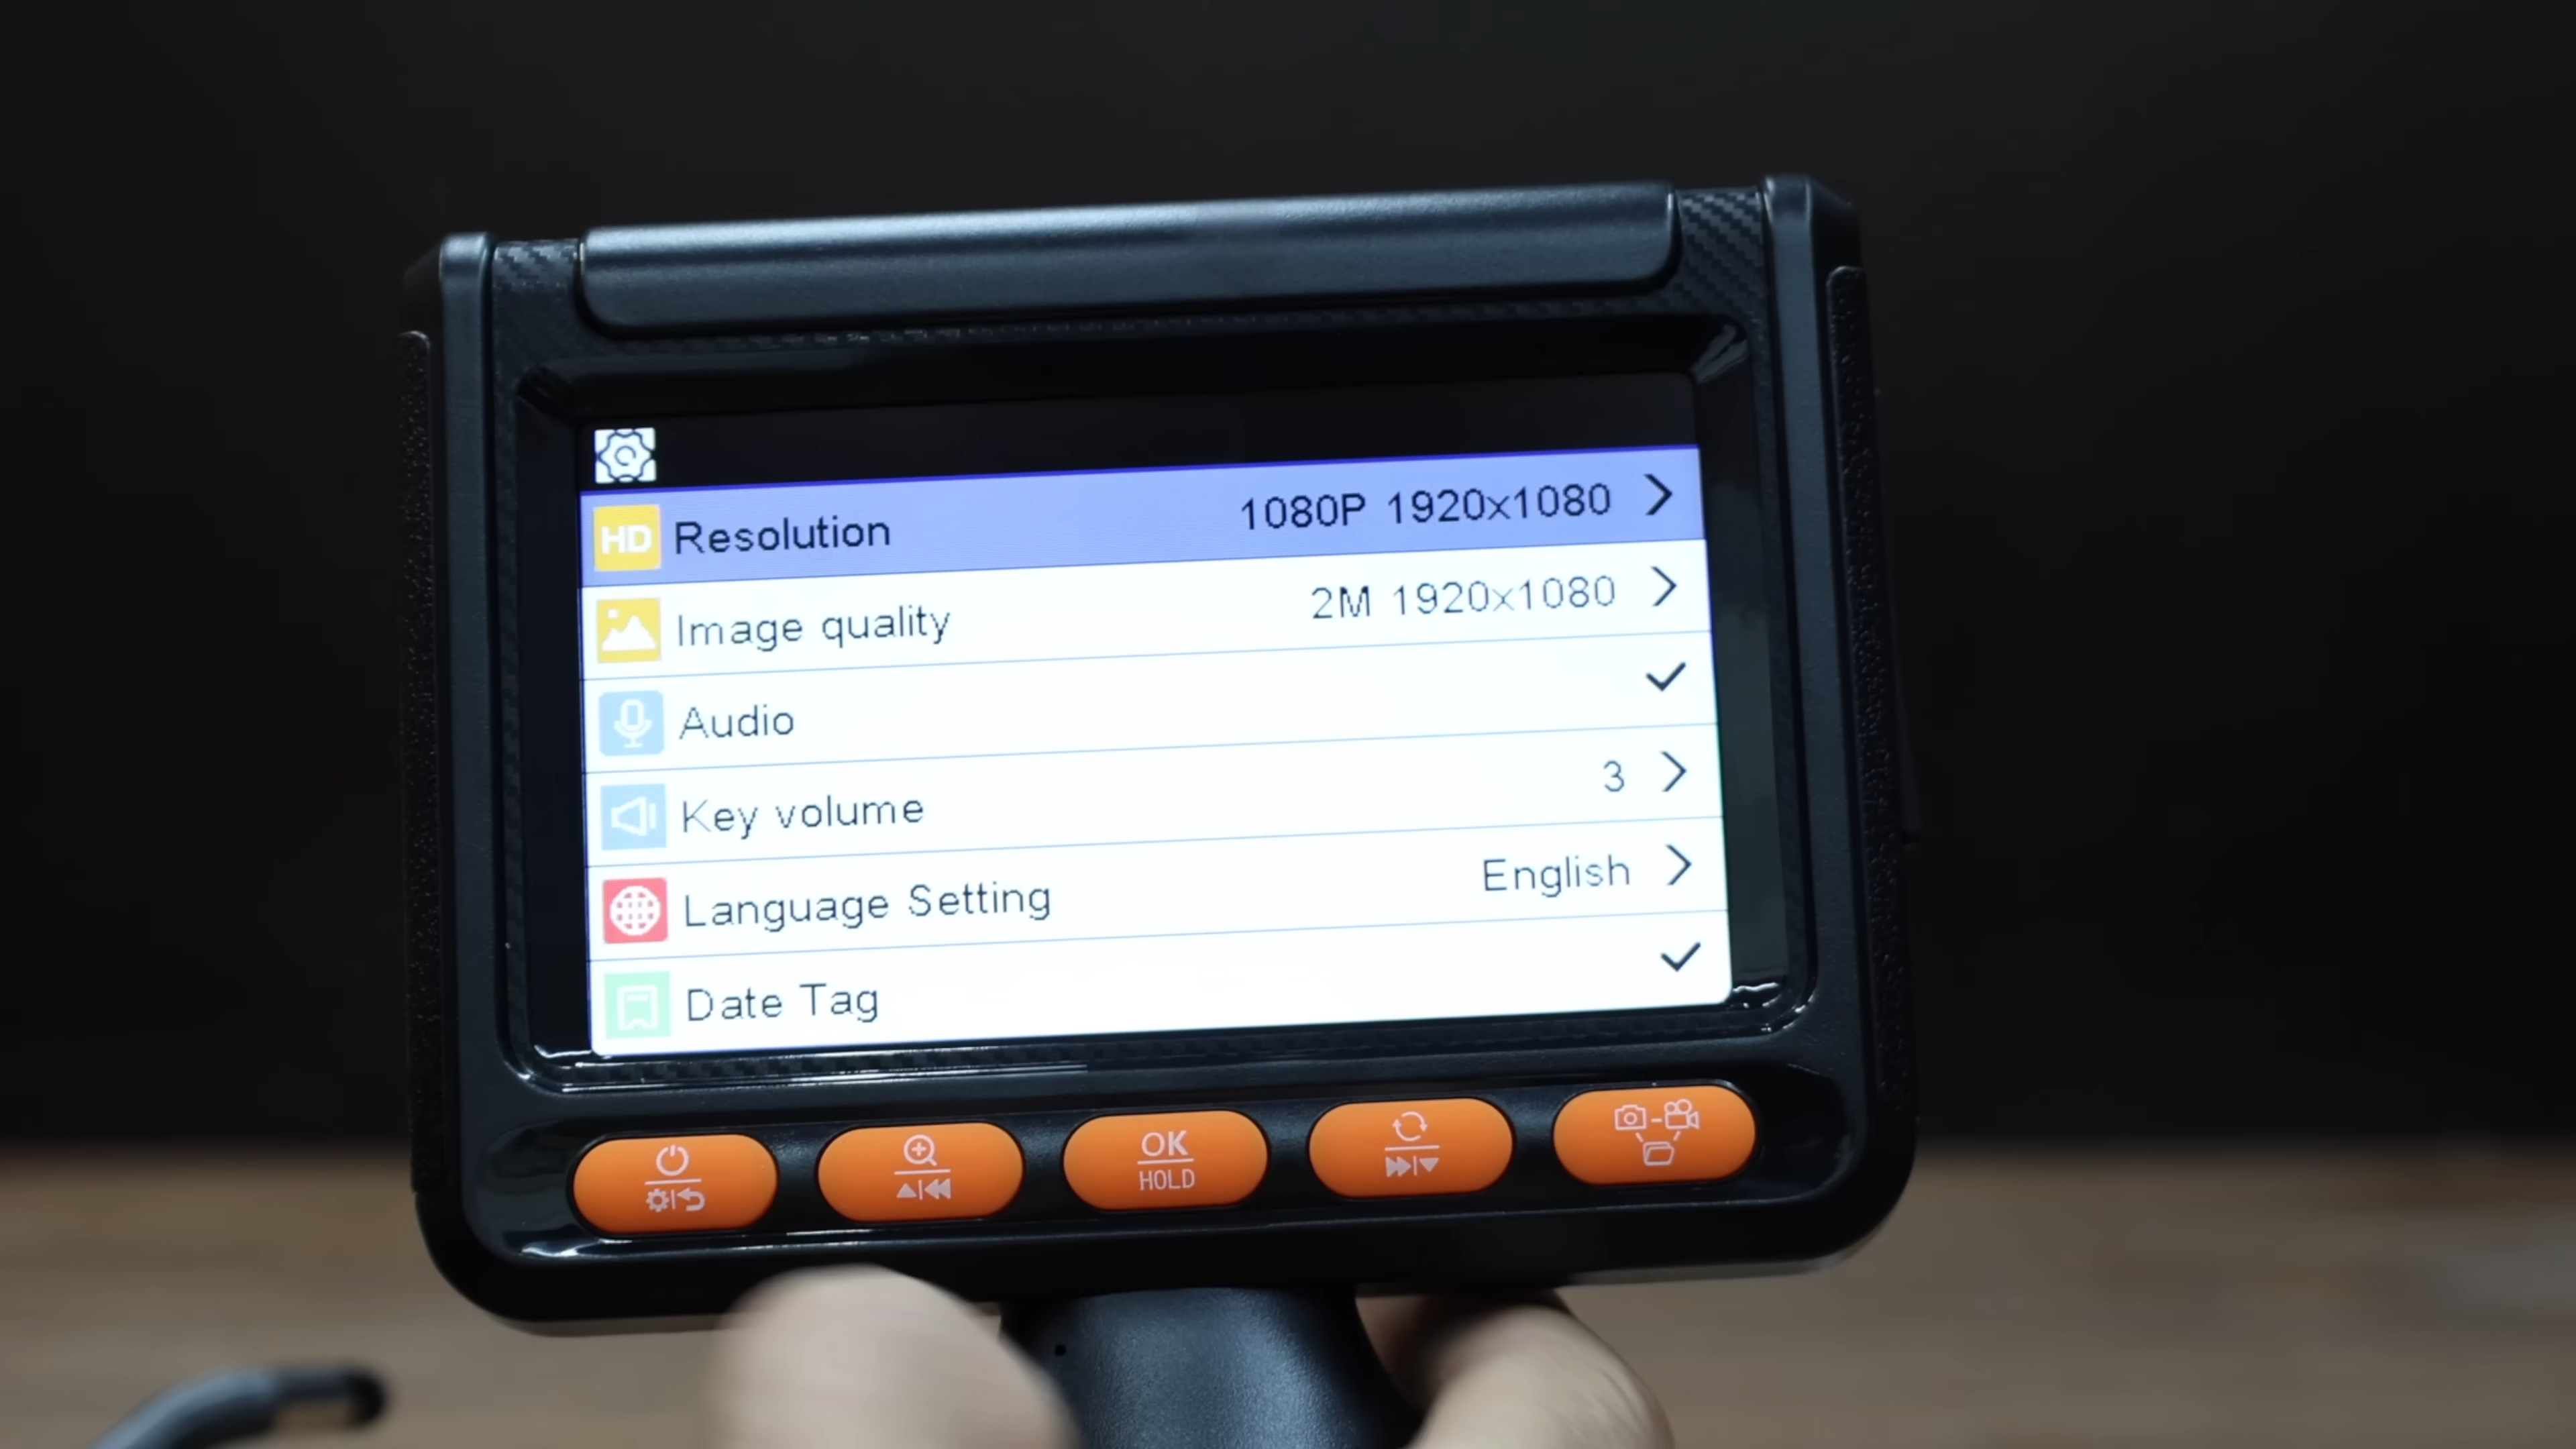 HD Resolution 1080P 1920x1080
Image quality 2M 1920x1080
Audio
Key volume 3
Language Setting English
Date Tag
OK
HOLD